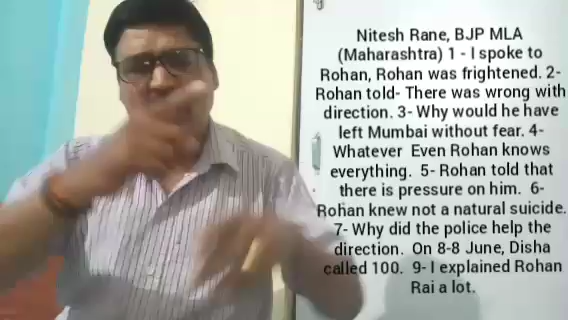 Nitesh Rane, BJP MLA
(Maharashtra) 1 - I spoke to
Rohan, Rohan was frightened. 2-
Rohan told- There was wrong with
direction. 3- Why would he have
left Mumbai without fear. 4-
Whatever Even Rohan knows
everything. 5- Rohan told that
there is pressure on him. 6-
Rohan knew not a natural suicide.
7- Why did the police help the
direction. On 8-8 June, Disha
called 100. 9- I explained Rohan
Rai a lot.